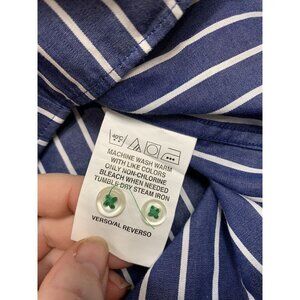 MACHINE WASH WARM
WITH LIKE COLORS
ONLY NON-CHLORINE
BLEACH WHEN NEEDED
TUMBLE DRY STEAM IRON
VERSO/AL REVERSO